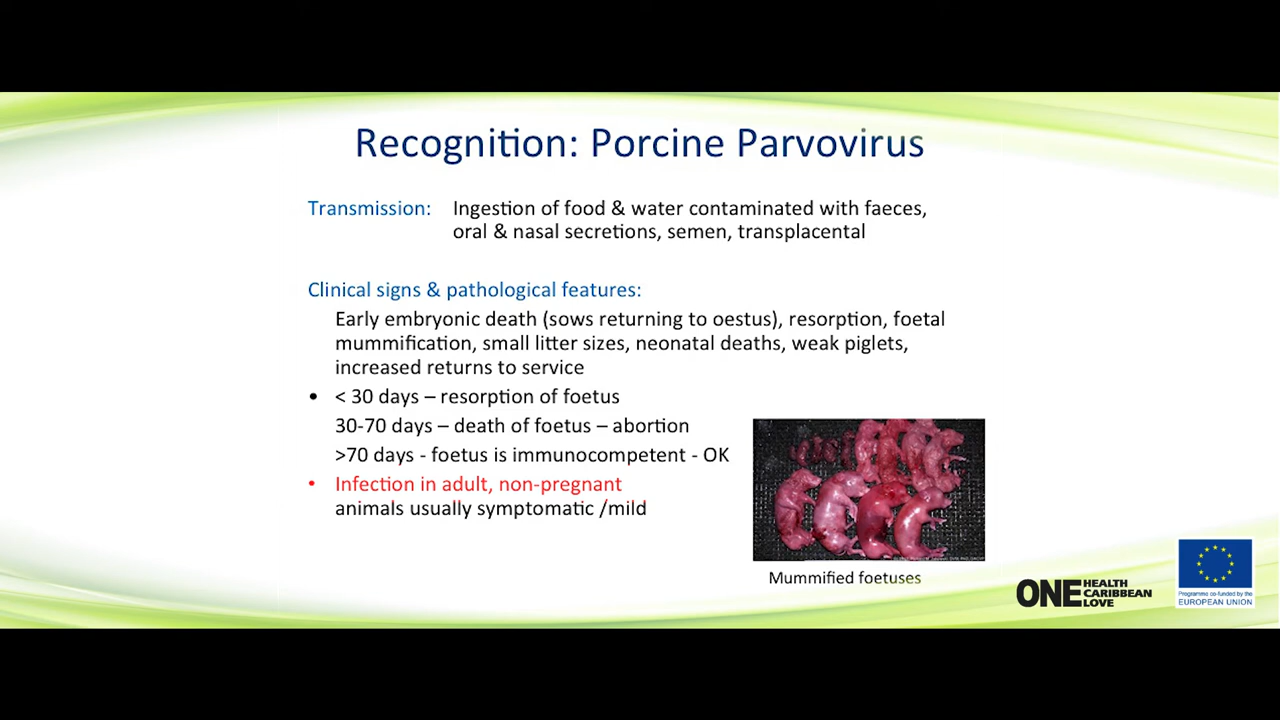 Recognition: Porcine Parvovirus
Transmission: Ingestion of food & water contaminated with faeces,
oral & nasal secretions, semen, transplacental
Clinical signs & pathological features:
Early embryonic death (sows returning to oestus), resorption, foetal
mummification, small litter sizes, neonatal deaths, weak piglets,
increased returns to service
• < 30 days – resorption of foetus
30-70 days – death of foetus – abortion
>70 days - foetus is immunocompetent - OK
• Infection in adult, non-pregnant
animals usually symptomatic /mild
Mummified foetuses
ONE HEALTH
CARIBBEAN
LOVE
Programme co-funded by the
EUROPEAN UNION